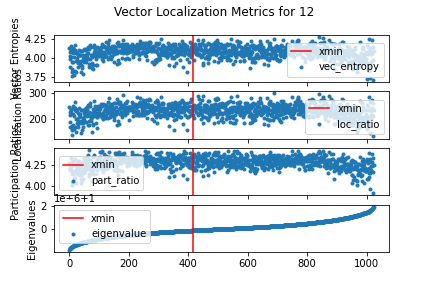 Vector Localization Metrics for 12
Vector Entropies
4.25
4.00
3.75
xmin
vec_entropy
Localization Ratios
300
200
xmin
loc_ratio
Participation Ratios
4.25
4.00
xmin
part_ratio
1e−6+1
Eigenvalues
2
0
xmin
eigenvalue
0 200 400 600 800 1000